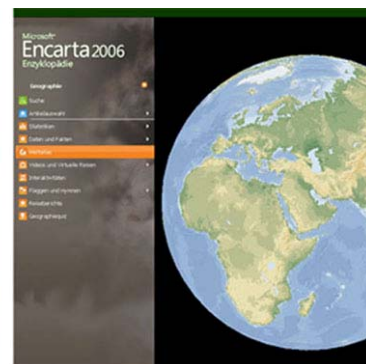 Microsoft®
Encarta 2006
Enzyklopädie
Geographie
Suche
Artikelauswahl
Statistiken
Daten und Fakten
Weltatlas
Videos und Virtuelle Reisen
Interaktivitäten
Flaggen und Hymnen
Reiseberichte
Geographiequiz